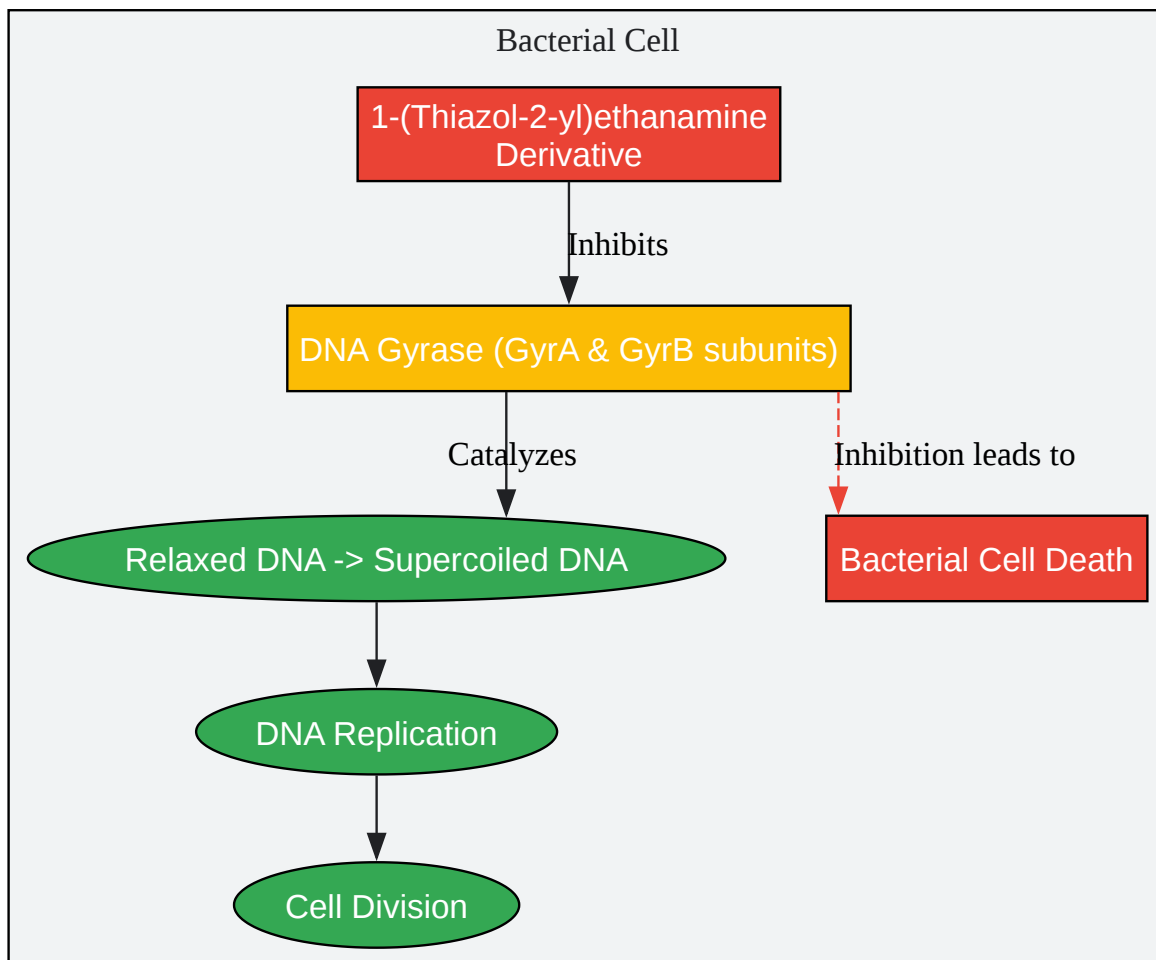 Bacterial Cell
1-(Thiazol-2-yl)ethanamine
Derivative
Inhibits
DNA Gyrase (GyrA & GyrB subunits)
Catalyzes
Inhibition leads to
Relaxed DNA -> Supercoiled DNA
Bacterial Cell Death
DNA Replication
Cell Division